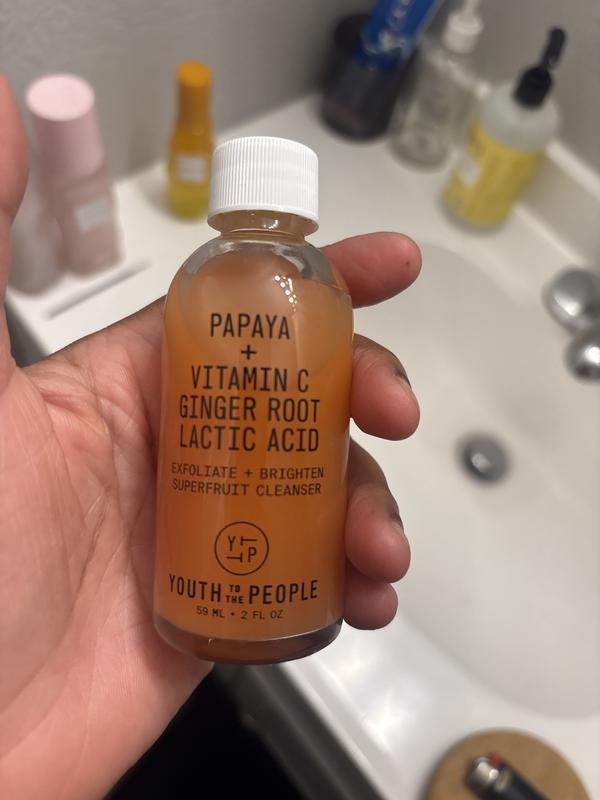 PAPAYA
+
VITAMIN C
GINGER ROOT
LACTIC ACID
EXFOLIATE + BRIGHTEN
SUPERFRUIT CLEANSER
YTTP
YOUTH TO THE PEOPLE
59 ML • 2 FL OZ